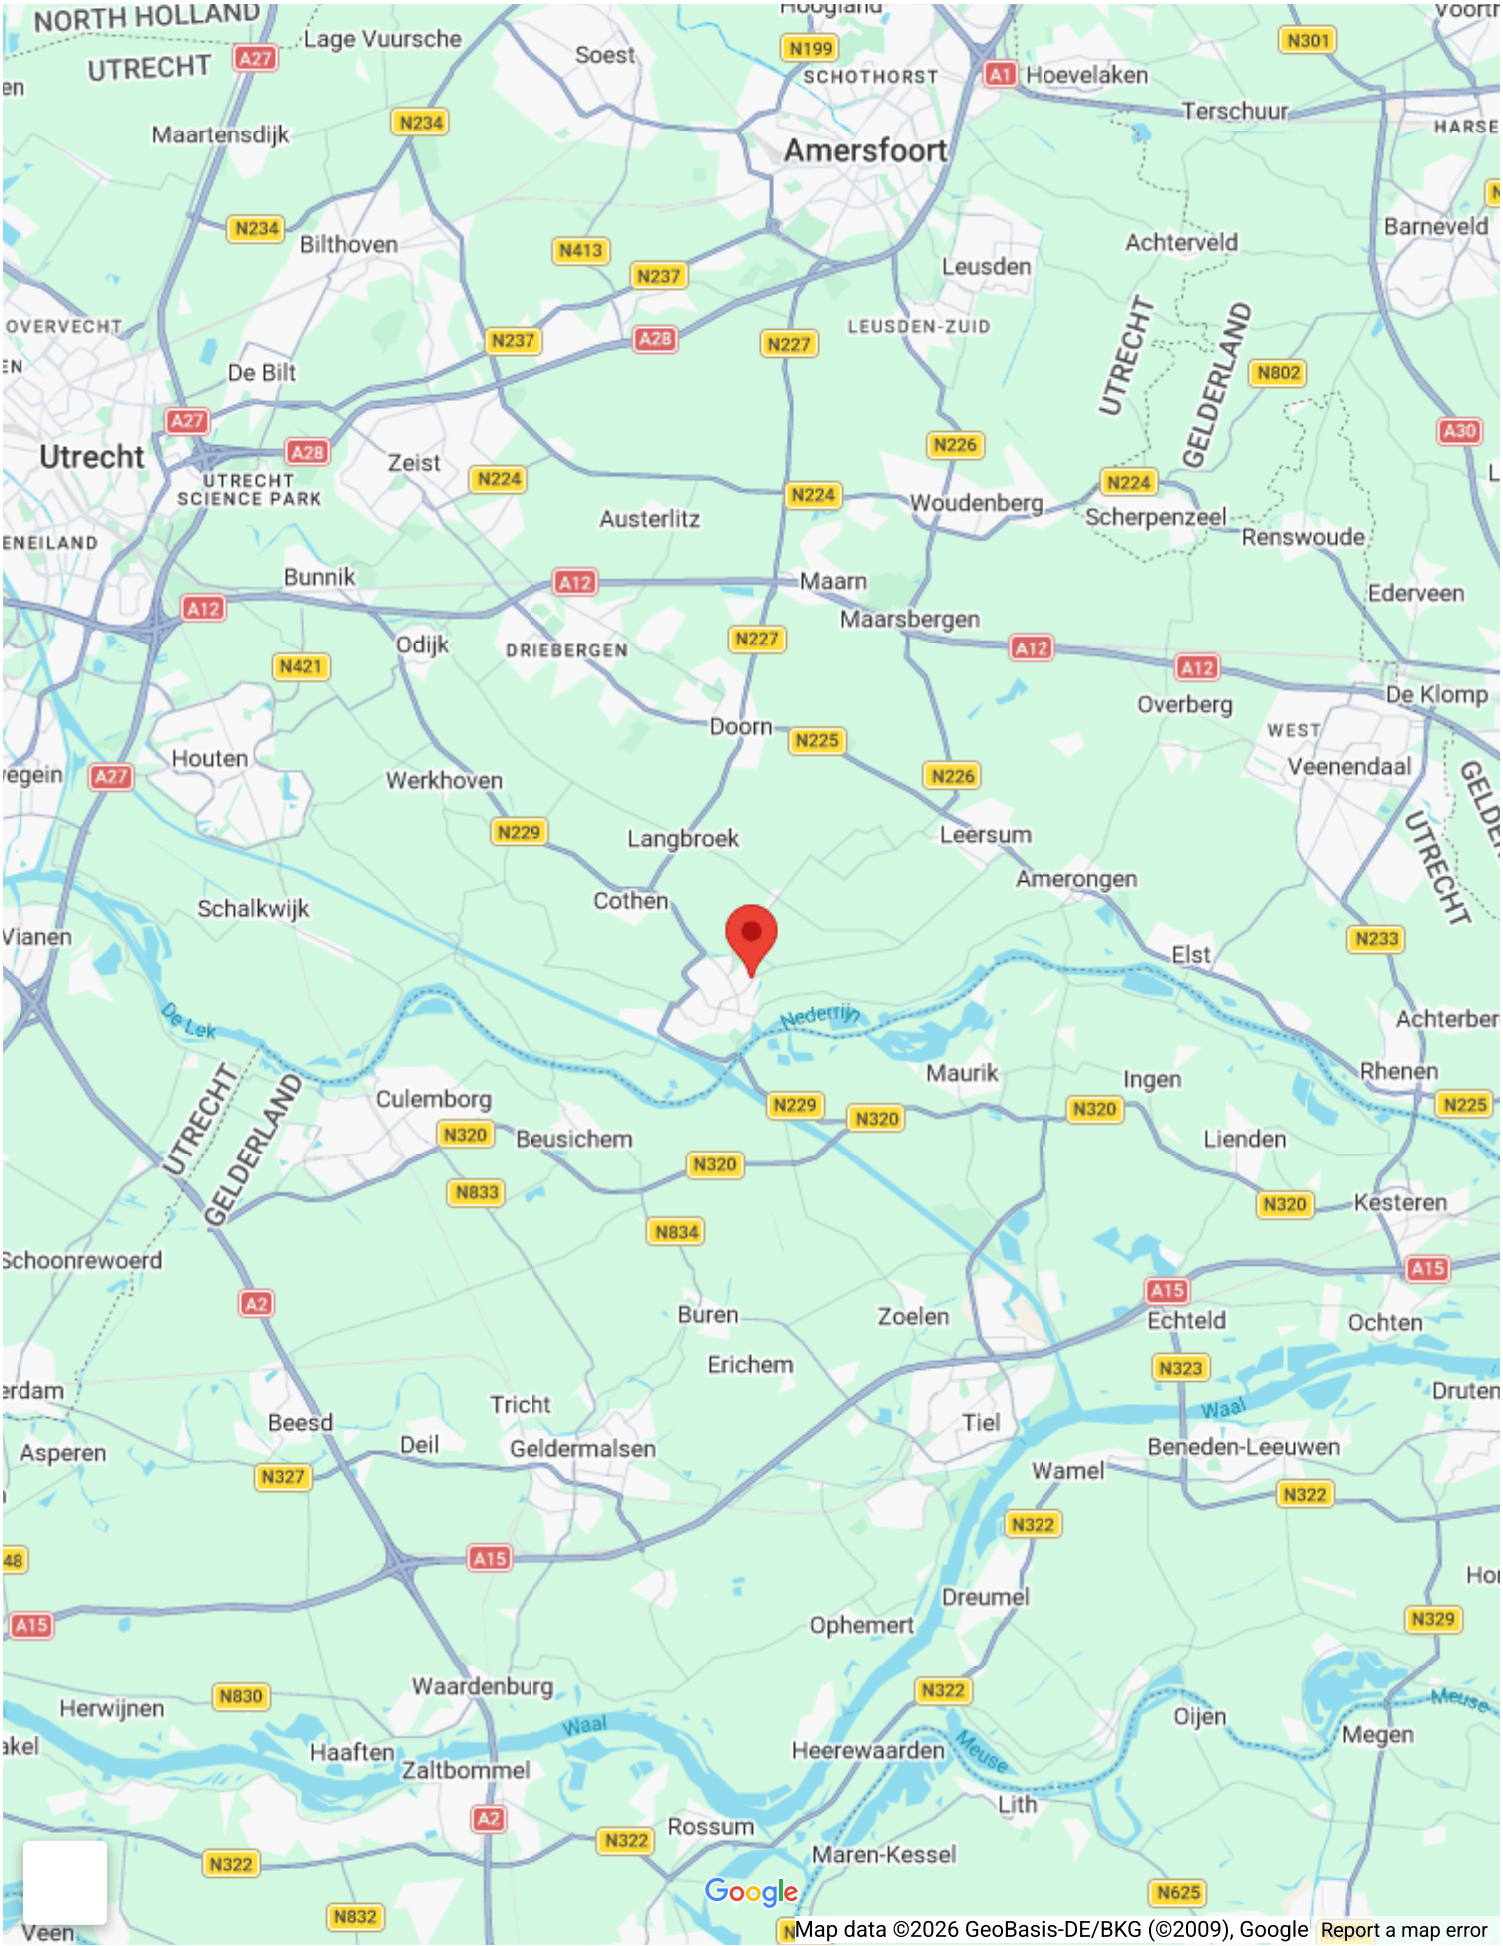 NORTH HOLLAND
Lage Vuursche
Soest
Hoogland
N199
SCHOTHORST
A1
Hoevelaken
N301
UTRECHT
A27
Terschuur
N234
Maartensdijk
Amersfoort
N234
Bilthoven
N413
N237
Leusden
Achterveld
Barneveld
OVERVECHT
N237
A28
N227
LEUSDEN-ZUID
UTRECHT
GELDERLAND
De Bilt
N802
A27
A28
A30
Utrecht
Zeist
N224
N226
UTRECHT
SCIENCE PARK
N224
Woudenberg
N224
Austerlitz
Scherpenzeel
Renswoude
ENEILAND
Bunnik
A12
Maarn
Ederveen
A12
Maarsbergen
Odijk
DRIEBERGEN
N227
A12
A12
N421
De Klomp
Overberg
Doorn
N225
WEST
Houten
Werkhoven
N226
Veenendaal
A27
N229
Langbroek
Leersum
UTRECHT
Amerongen
Cothen
Schalkwijk
Vianen
N233
Elst
De Lek
Nederrijn
UTRECHT
GELDERLAND
Culemborg
Maurik
Ingen
Rhenen
N229
N320
N320
N225
N320
Beusichem
Lienden
N320
N833
N320
Kesteren
N834
Schoonrewoerd
A15
A15
A2
Buren
Zoelen
Echteld
Ochten
Erichem
N323
Druten
Tricht
Waal
Beesd
Tiel
Asperen
Deil
Geldermalsen
Beneden-Leeuwen
N327
Wamel
N322
N322
48
A15
Dreumel
A15
Ophemert
N329
Waardenburg
N322
N830
Meuse
Herwijnen
Waal
Oijen
Megen
Haaften
Heerewaarden
Meuse
Zaltbommel
A2
Lith
Rossum
N322
N322
Maren-Kessel
Google
N625
N832
Veen
Map data ©2026 GeoBasis-DE/BKG (©2009), Google
Report a map error